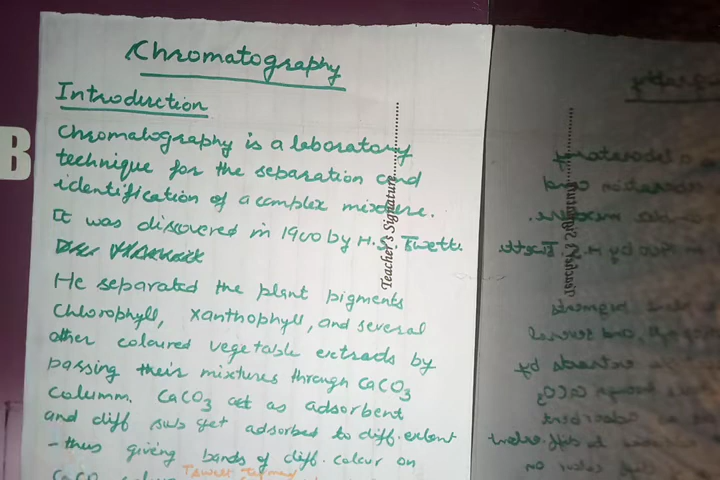 Chromatography
Introduction
Chromatography is a laboratory
technique for the separation and
identification of a complex mixture.
It was discovered in 1900 by M.S. Twett.
He separated the plant pigments
Chlorophyll, xanthophyll, and several
other coloured vegetable extracts by
passing their mixtures through CaCO3
column. CaCO3 act as adsorbent
and diff sub get adsorbed to diff. extent
- thus giving bands of diff. colour on
CaCO
Teacher's Signature
B